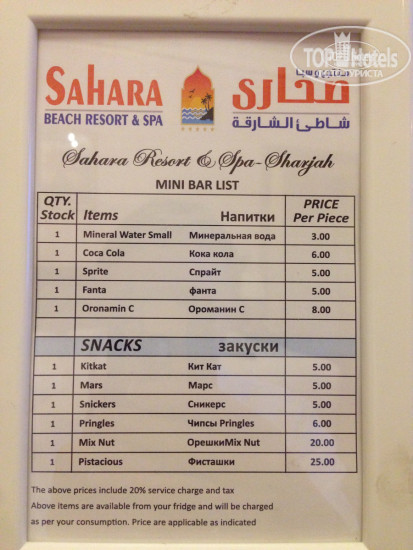 TOPHotels
SAHARA
BEACH RESORT & SPA
صحارى
شاطئ الشارقة
Sahara Resort & Spa-Sharjah
MINI BAR LIST
QTY. Stock Items Напитки PRICE Per Piece
1 Mineral Water Small Минеральная вода 3.00
1 Coca Cola Кока кола 6.00
1 Sprite Спрайт 5.00
1 Fanta фанта 5.00
1 Oronamin C Ороманин С 8.00
SNACKS закуски
1 Kitkat Кит Кат 5.00
1 Mars Марс 5.00
1 Snickers Сникерс 5.00
1 Pringles Чипсы Pringles 6.00
1 Mix Nut ОрешкиMix Nut 20.00
1 Pistacious Фисташки 25.00
The above prices include 20% service charge and tax
Above items are available from your fridge and will be charged
as per your consumption. Price are applicable as indicated